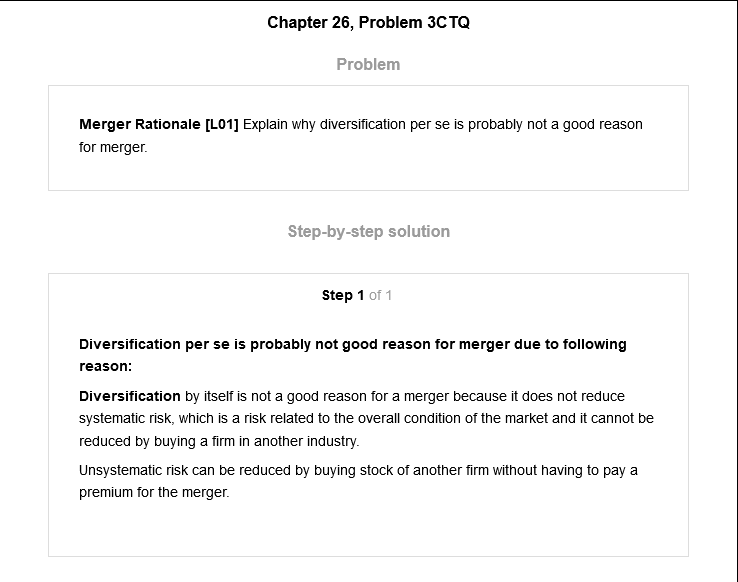 Chapter 26, Problem 3CTQ
Problem
Merger Rationale [L01] Explain why diversification per se is probably not a good reason
for merger.
Step-by-step solution
Step 1 of 1
Diversification per se is probably not good reason for merger due to following
reason:
Diversification by itself is not a good reason for a merger because it does not reduce
systematic risk, which is a risk related to the overall condition of the market and it cannot be
reduced by buying a firm in another industry.
Unsystematic risk can be reduced by buying stock of another firm without having to pay a
premium for the merger.